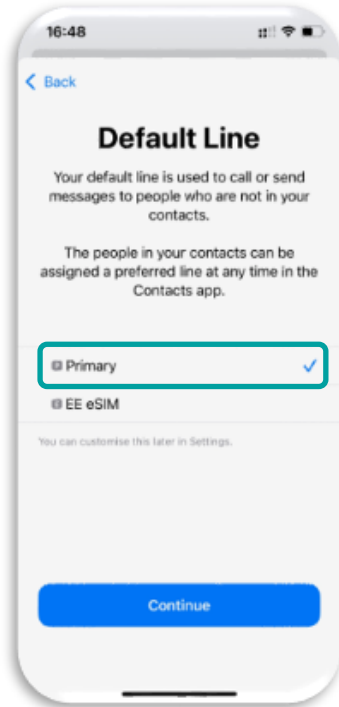 16:48
Back
Default Line
Your default line is used to call or send
messages to people who are not in your
contacts.
The people in your contacts can be
assigned a preferred line at any time in the
Contacts app.
Primary
EE eSIM
You can customise this later in Settings.
Continue